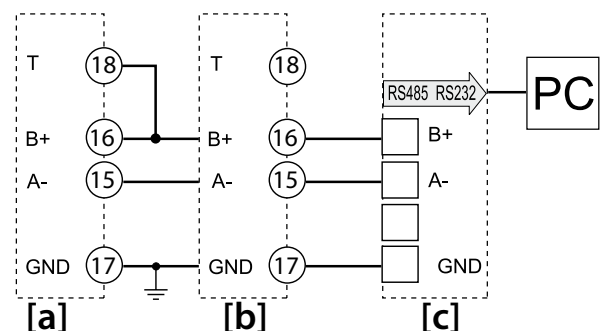 T 18 T 18
RS485 RS232 PC
B+ 16 B+ 16 B+
A- 15 A- 15 A-
GND 17 GND 17 GND
[a] [b] [c]